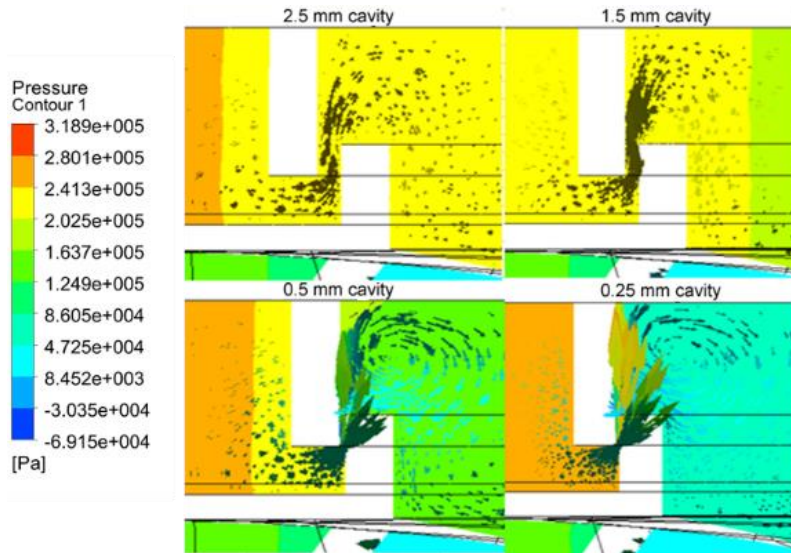 2.5 mm cavity
1.5 mm cavity
Pressure
Contour 1
3.189e+005
2.801e+005
2.413e+005
2.025e+005
1.637e+005
1.249e+005
8.605e+004
4.725e+004
8.452e+003
-3.035e+004
-6.915e+004
[Pa]
0.5 mm cavity
0.25 mm cavity